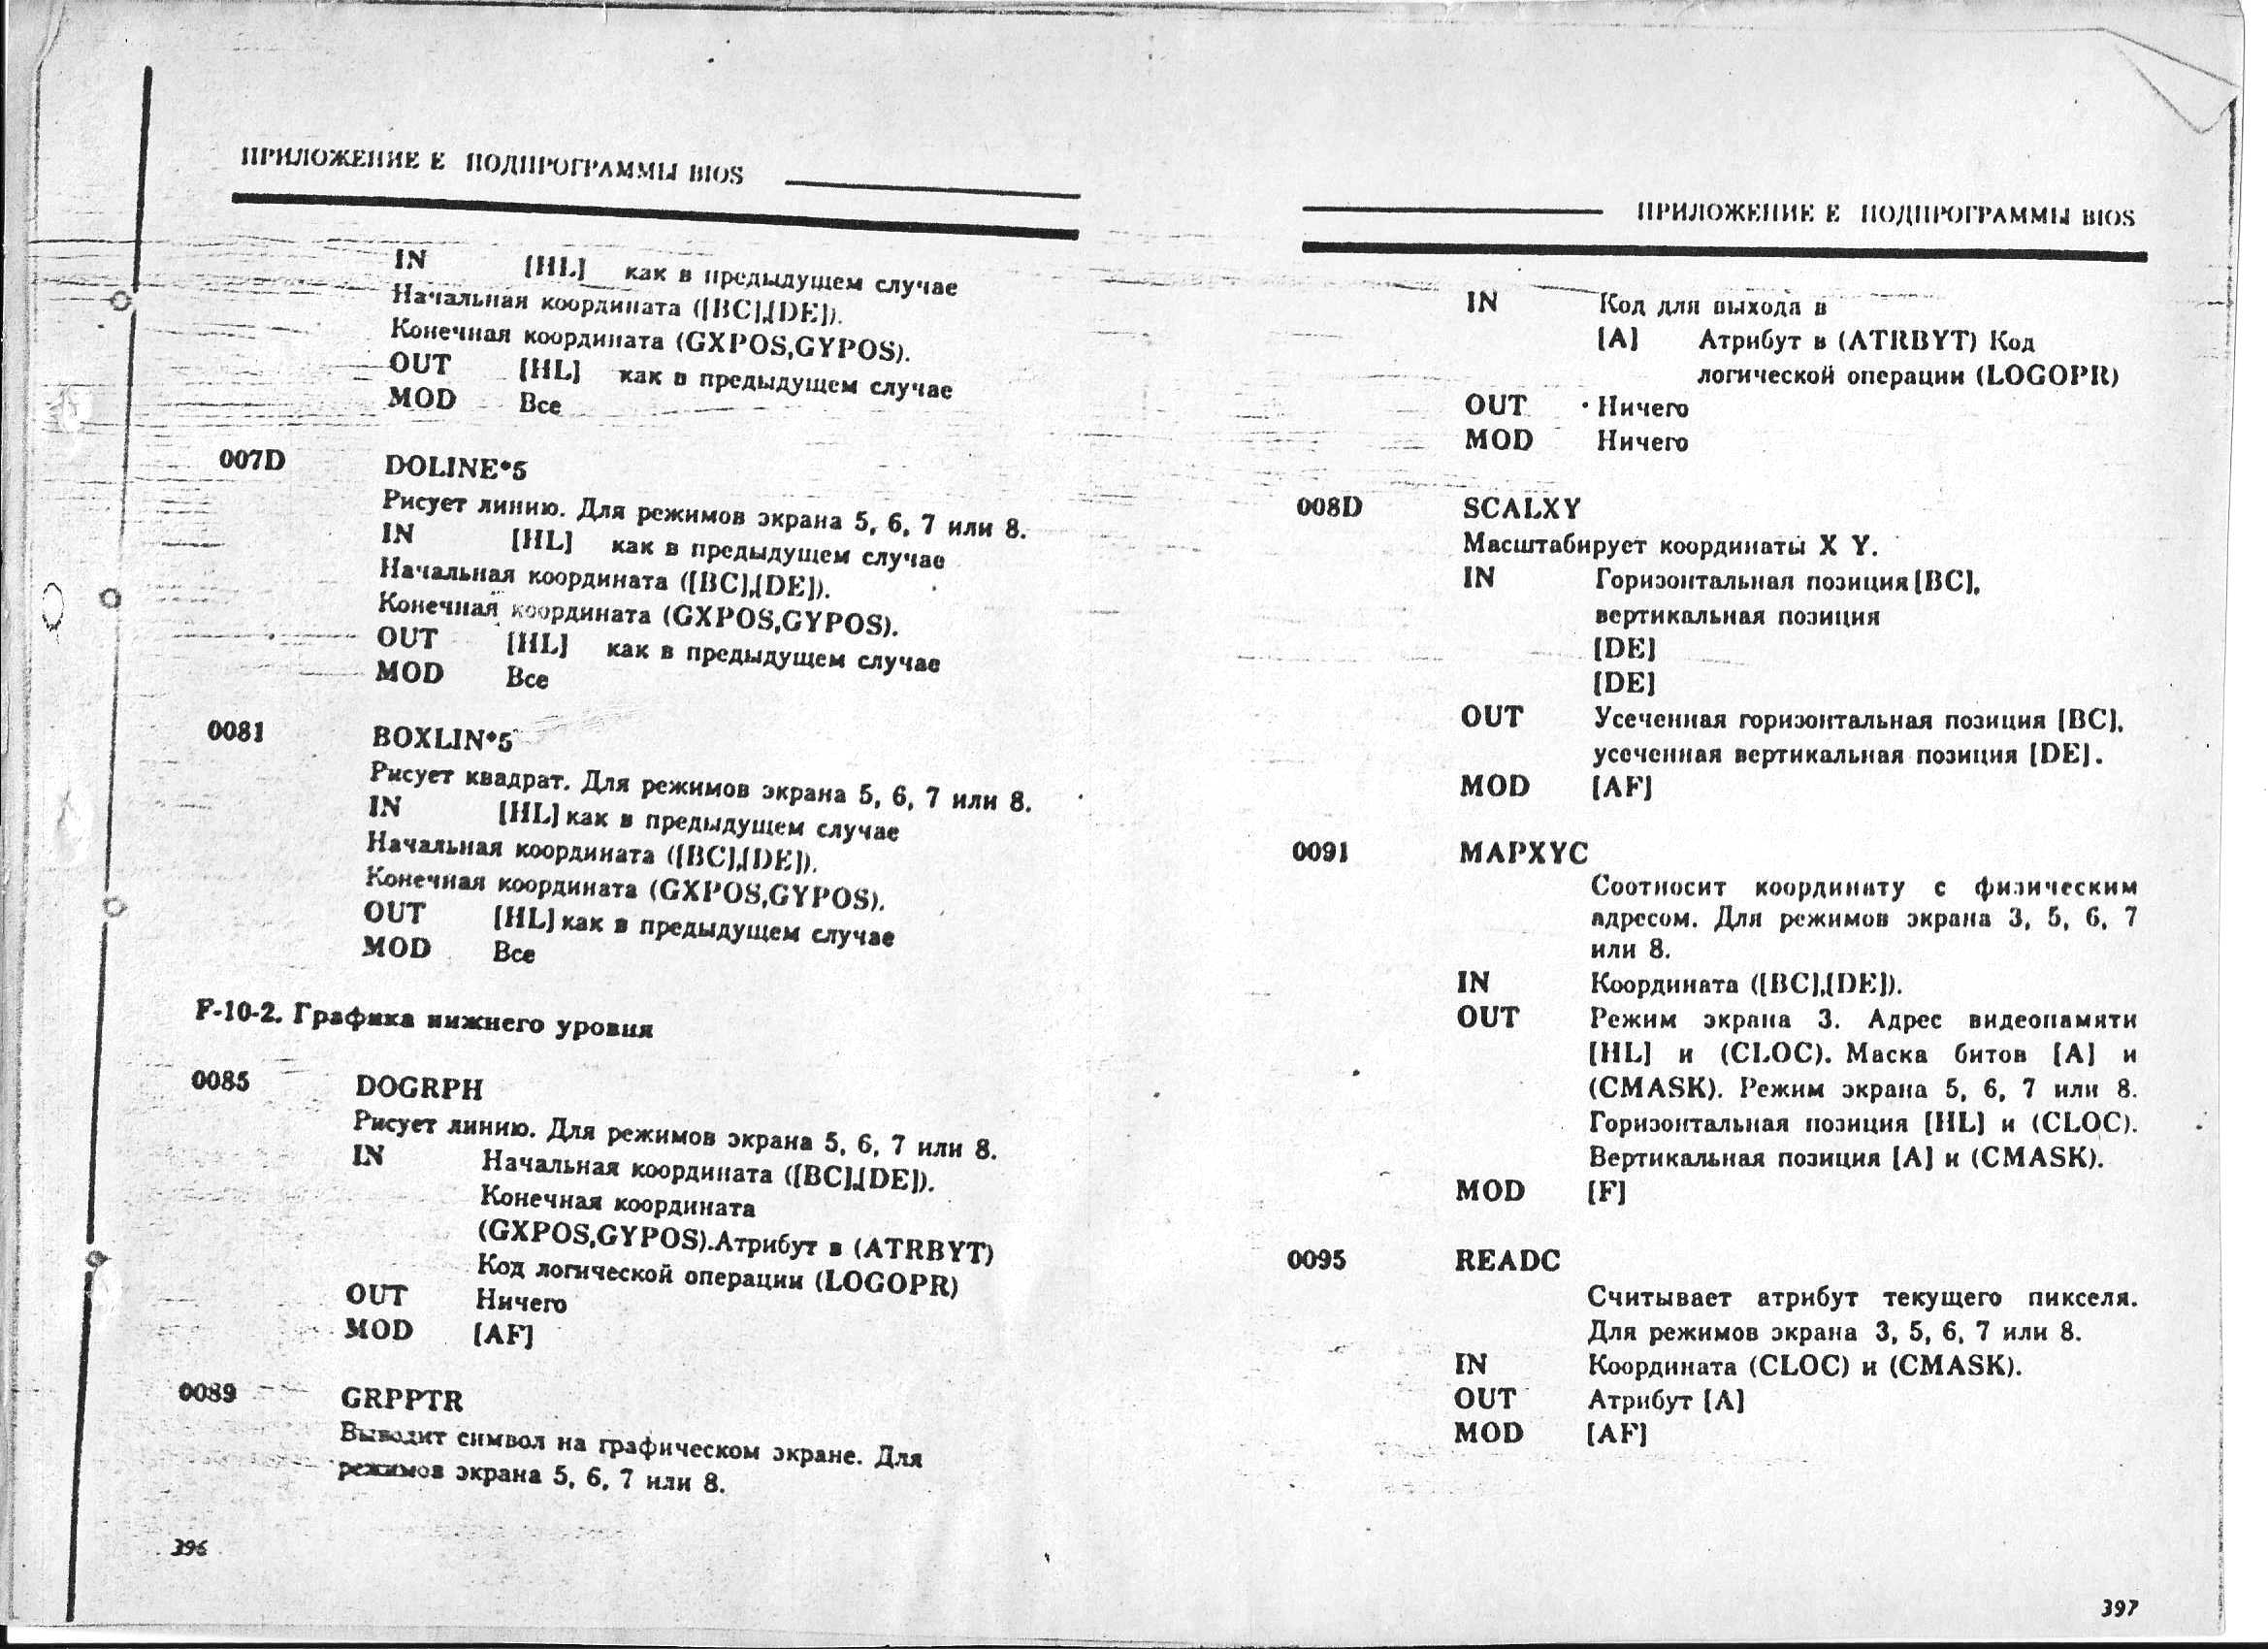 ПРИЛОЖЕНИЕ Е ПОДПРОГРАММЫ BIOS
IN [HL] как в предыдущем случае
Начальная координата ([BC],[DE]).
Конечная координата (GXPOS,GYPOS).
OUT [HL] как в предыдущем случае
MOD Все
007D DOLINE*5
Рисует линию. Для режимов экрана 5, 6, 7 или 8.
IN [HL] как в предыдущем случае
Начальная координата ([BC],[DE]).
Конечная координата (GXPOS,GYPOS).
OUT [HL] как в предыдущем случае
MOD Все
0081 BOXLIN*5
Рисует квадрат. Для режимов экрана 5, 6, 7 или 8.
IN [HL] как в предыдущем случае
Начальная координата ([BC],[DE]).
Конечная координата (GXPOS,GYPOS).
OUT [HL] как в предыдущем случае
MOD Все
F-10-2. Графика нижнего уровня
0085 DOGRPH
Рисует линию. Для режимов экрана 5, 6, 7 или 8.
IN Начальная координата ([BC],[DE]).
Конечная координата
(GXPOS,GYPOS).Атрибут в (ATRBYT)
Код логической операции (LOGOPR)
OUT Ничего
MOD [AF]
0089 GRPPTR
Выводит символ на графическом экране. Для
режимов экрана 5, 6, 7 или 8.
396
ПРИЛОЖЕНИЕ Е ПОДПРОГРАММЫ BIOS
IN Код для выхода в
[A] Атрибут в (ATRBYT) Код
логической операции (LOGOPR)
OUT Ничего
MOD Ничего
008D SCALXY
Масштабирует координаты X Y.
IN Горизонтальная позиция [BC],
вертикальная позиция
[DE]
[DE]
OUT Усеченная горизонтальная позиция [BC],
усеченная вертикальная позиция [DE].
MOD [AF]
0091 MAPXYC
Соотносит координату с физическим
адресом. Для режимов экрана 3, 5, 6, 7
или 8.
IN Координата ([BC],[DE]).
OUT Режим экрана 3. Адрес видеопамяти
[HL] и (CLOC). Маска битов [A] и
(CMASK). Режим экрана 5, 6, 7 или 8.
Горизонтальная позиция [HL] и (CLOC).
Вертикальная позиция [A] и (CMASK).
MOD [F]
0095 READC
Считывает атрибут текущего пикселя.
Для режимов экрана 3, 5, 6, 7 или 8.
IN Координата (CLOC) и (CMASK).
OUT Атрибут [A]
MOD [AF]
397